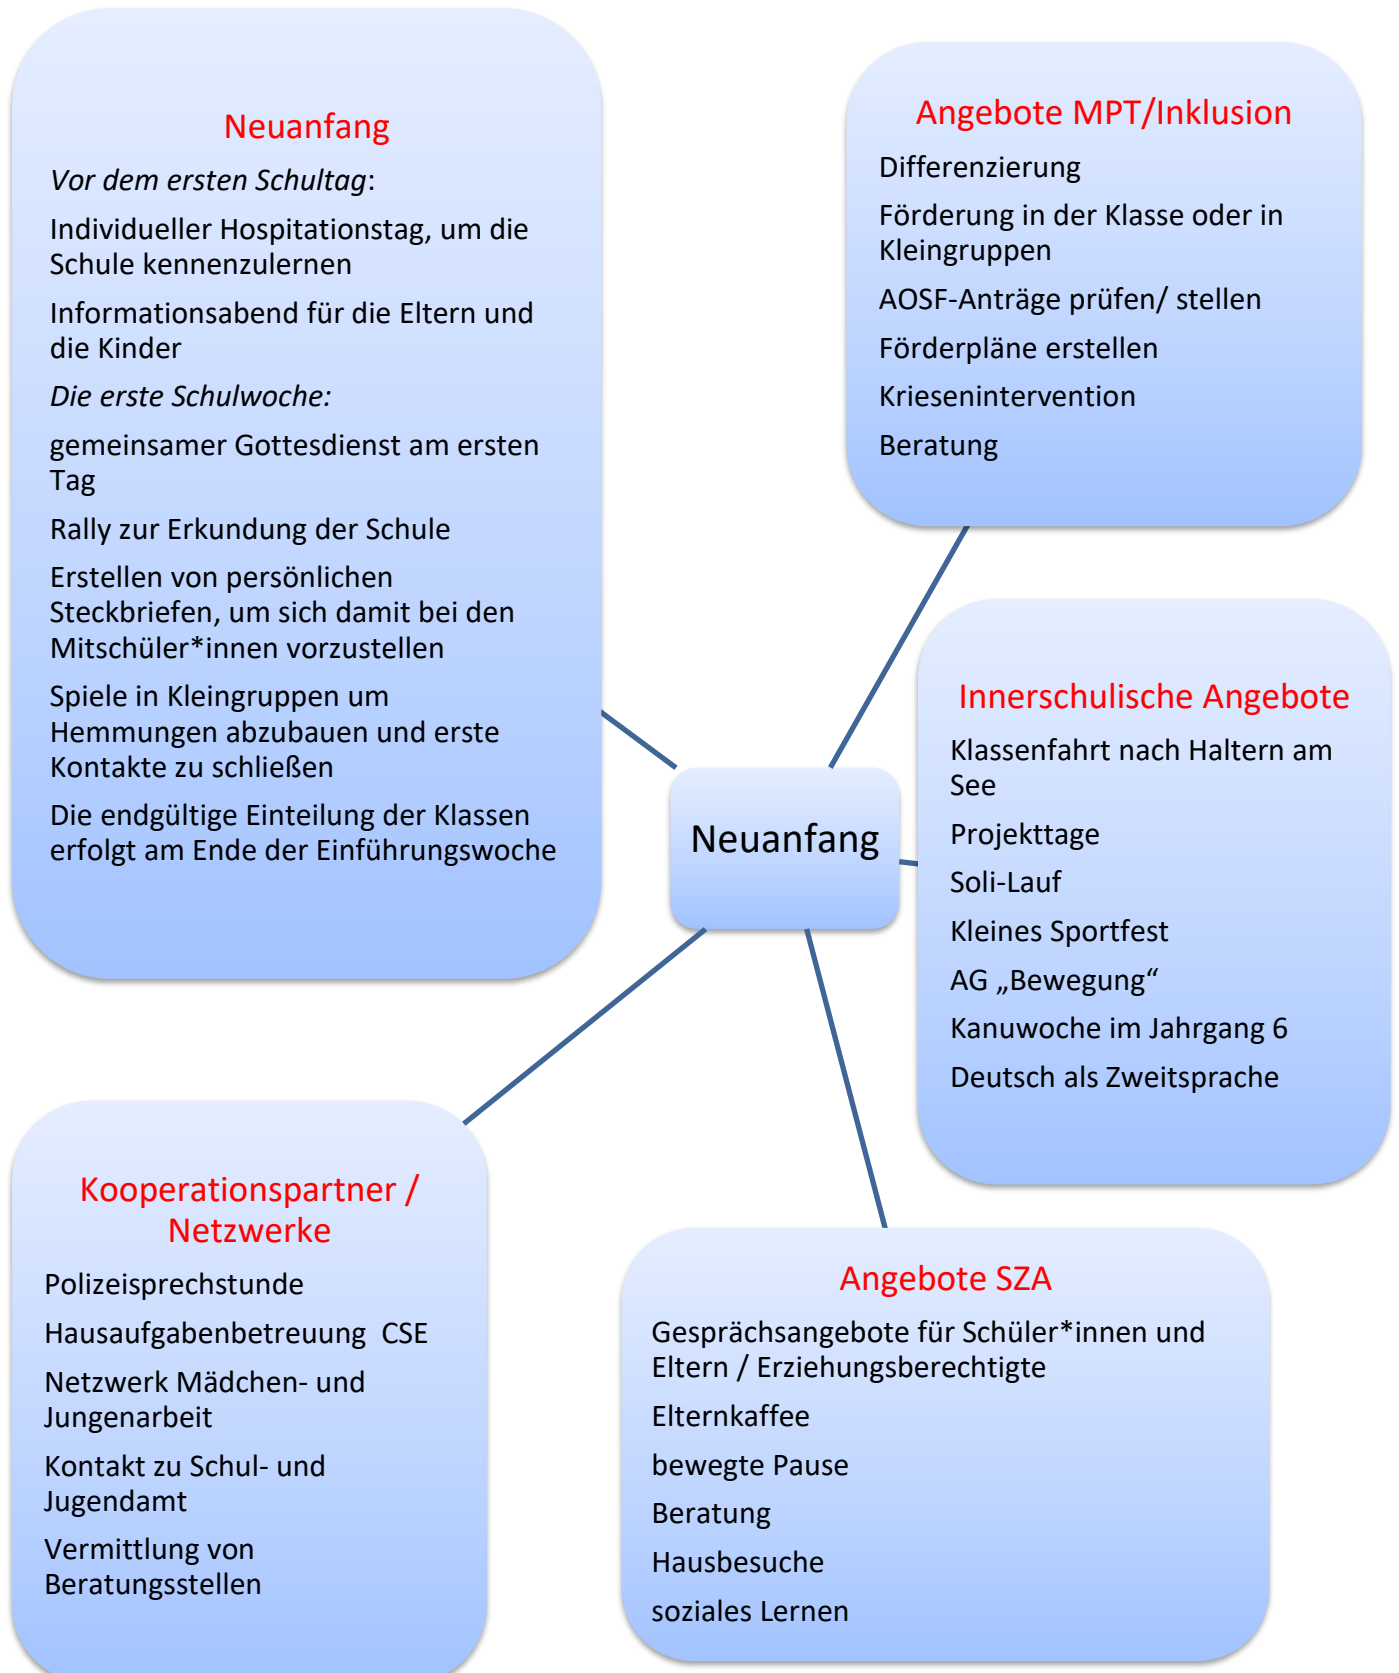 Neuanfang
Vor dem ersten Schultag:
Individueller Hospitationstag, um die
Schule kennenzulernen
Informationsabend für die Eltern und
die Kinder
Die erste Schulwoche:
gemeinsamer Gottesdienst am ersten
Tag
Rally zur Erkundung der Schule
Erstellen von persönlichen
Steckbriefen, um sich damit bei den
Mitschüler*innen vorzustellen
Spiele in Kleingruppen um
Hemmungen abzubauen und erste
Kontakte zu schließen
Die endgültige Einteilung der Klassen
erfolgt am Ende der Einführungswoche
Angebote MPT/Inklusion
Differenzierung
Förderung in der Klasse oder in
Kleingruppen
AOSF-Anträge prüfen/ stellen
Förderpläne erstellen
Kriesenintervention
Beratung
Neuanfang
Innerschulische Angebote
Klassenfahrt nach Haltern am
See
Projekttage
Soli-Lauf
Kleines Sportfest
AG „Bewegung“
Kanuwoche im Jahrgang 6
Deutsch als Zweitsprache
Kooperationspartner /
Netzwerke
Polizeisprechstunde
Hausaufgabenbetreuung  CSE
Netzwerk Mädchen- und
Jungenarbeit
Kontakt zu Schul- und
Jugendamt
Vermittlung von
Beratungsstellen
Angebote SZA
Gesprächsangebote für Schüler*innen und
Eltern / Erziehungsberechtigte
Elternkaffee
bewegte Pause
Beratung
Hausbesuche
soziales Lernen